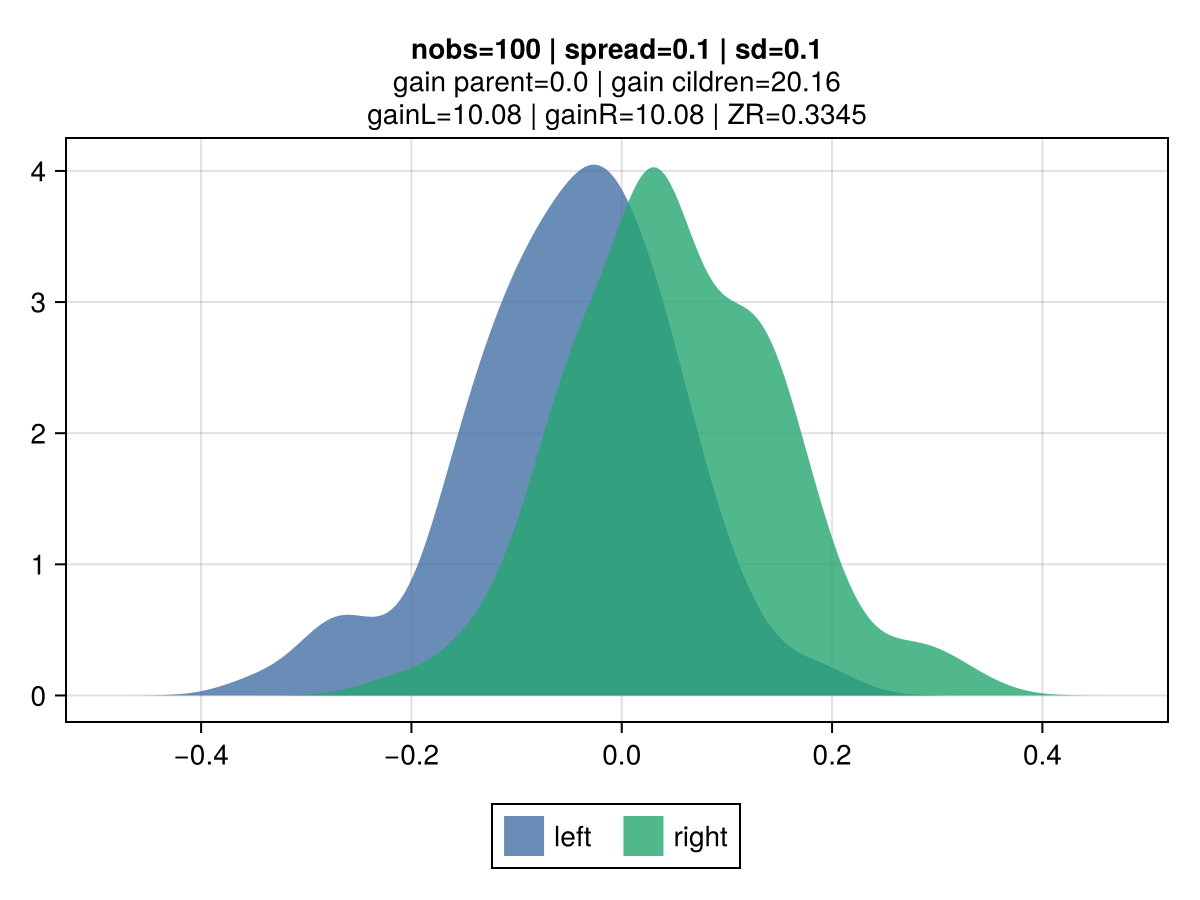 nobs=100 | spread=0.1 | sd=0.1
gain parent=0.0 | gain cildren=20.16
gainL=10.08 | gainR=10.08 | ZR=0.3345
4
3
2
1
0
−0.4 −0.2 0.0 0.2 0.4
left right